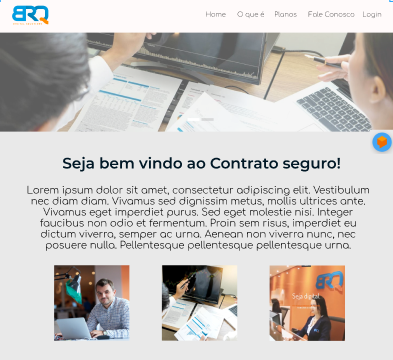 BRQ
Home O que é Planos Fale Conosco Login
Seja bem vindo ao Contrato seguro!
Lorem ipsum dolor sit amet, consectetur adipiscing elit. Vestibulum
nec diam diam. Vivamus sed dignissim metus, mollis ultrices ante.
Vivamus eget imperdiet purus. Sed eget molestie nisi. Integer
faucibus non odio et fermentum. Proin sem risus, imperdiet eu
dictum viverra, semper ac urna. Aenean non viverra nunc, nec
posuere nulla. Pellentesque pellentesque pellentesque urna.
BRQ